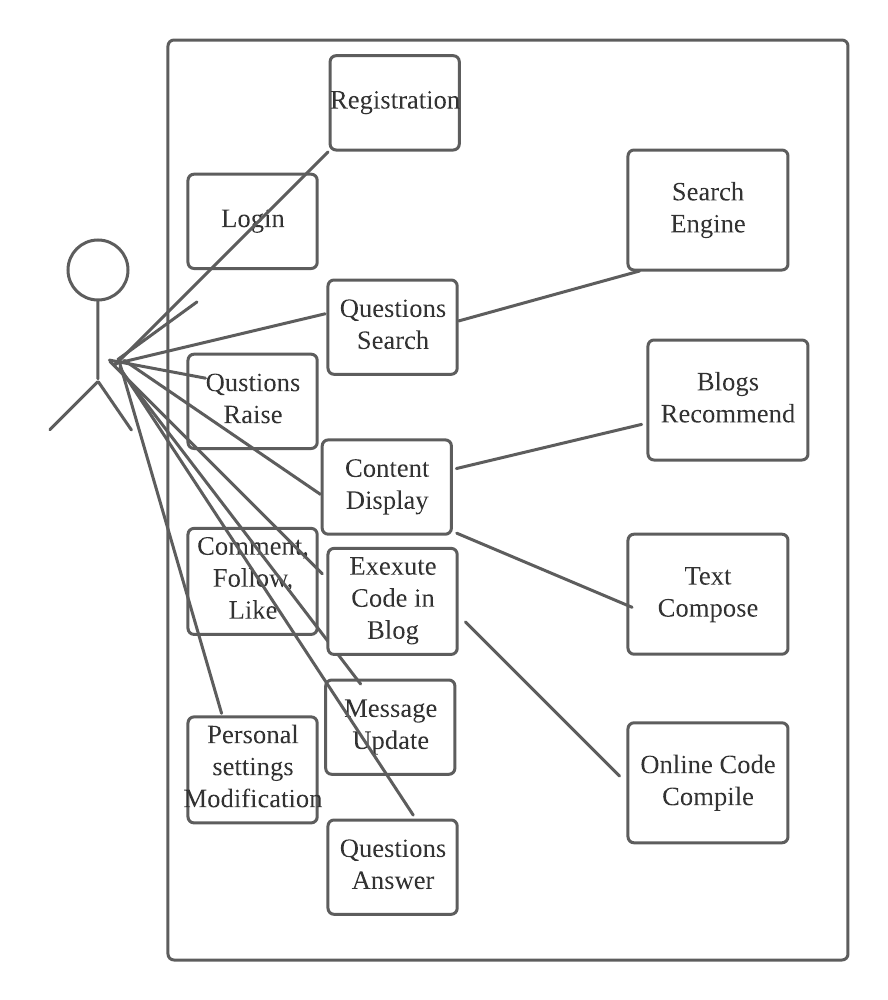 Registration
Login
Search
Engine
Questions
Search
Qustions
Raise
Blogs
Recommend
Content
Display
Comment,
Follow,
Like
Exexute
Code in
Blog
Text
Compose
Message
Update
Personal
settings
Modification
Online Code
Compile
Questions
Answer